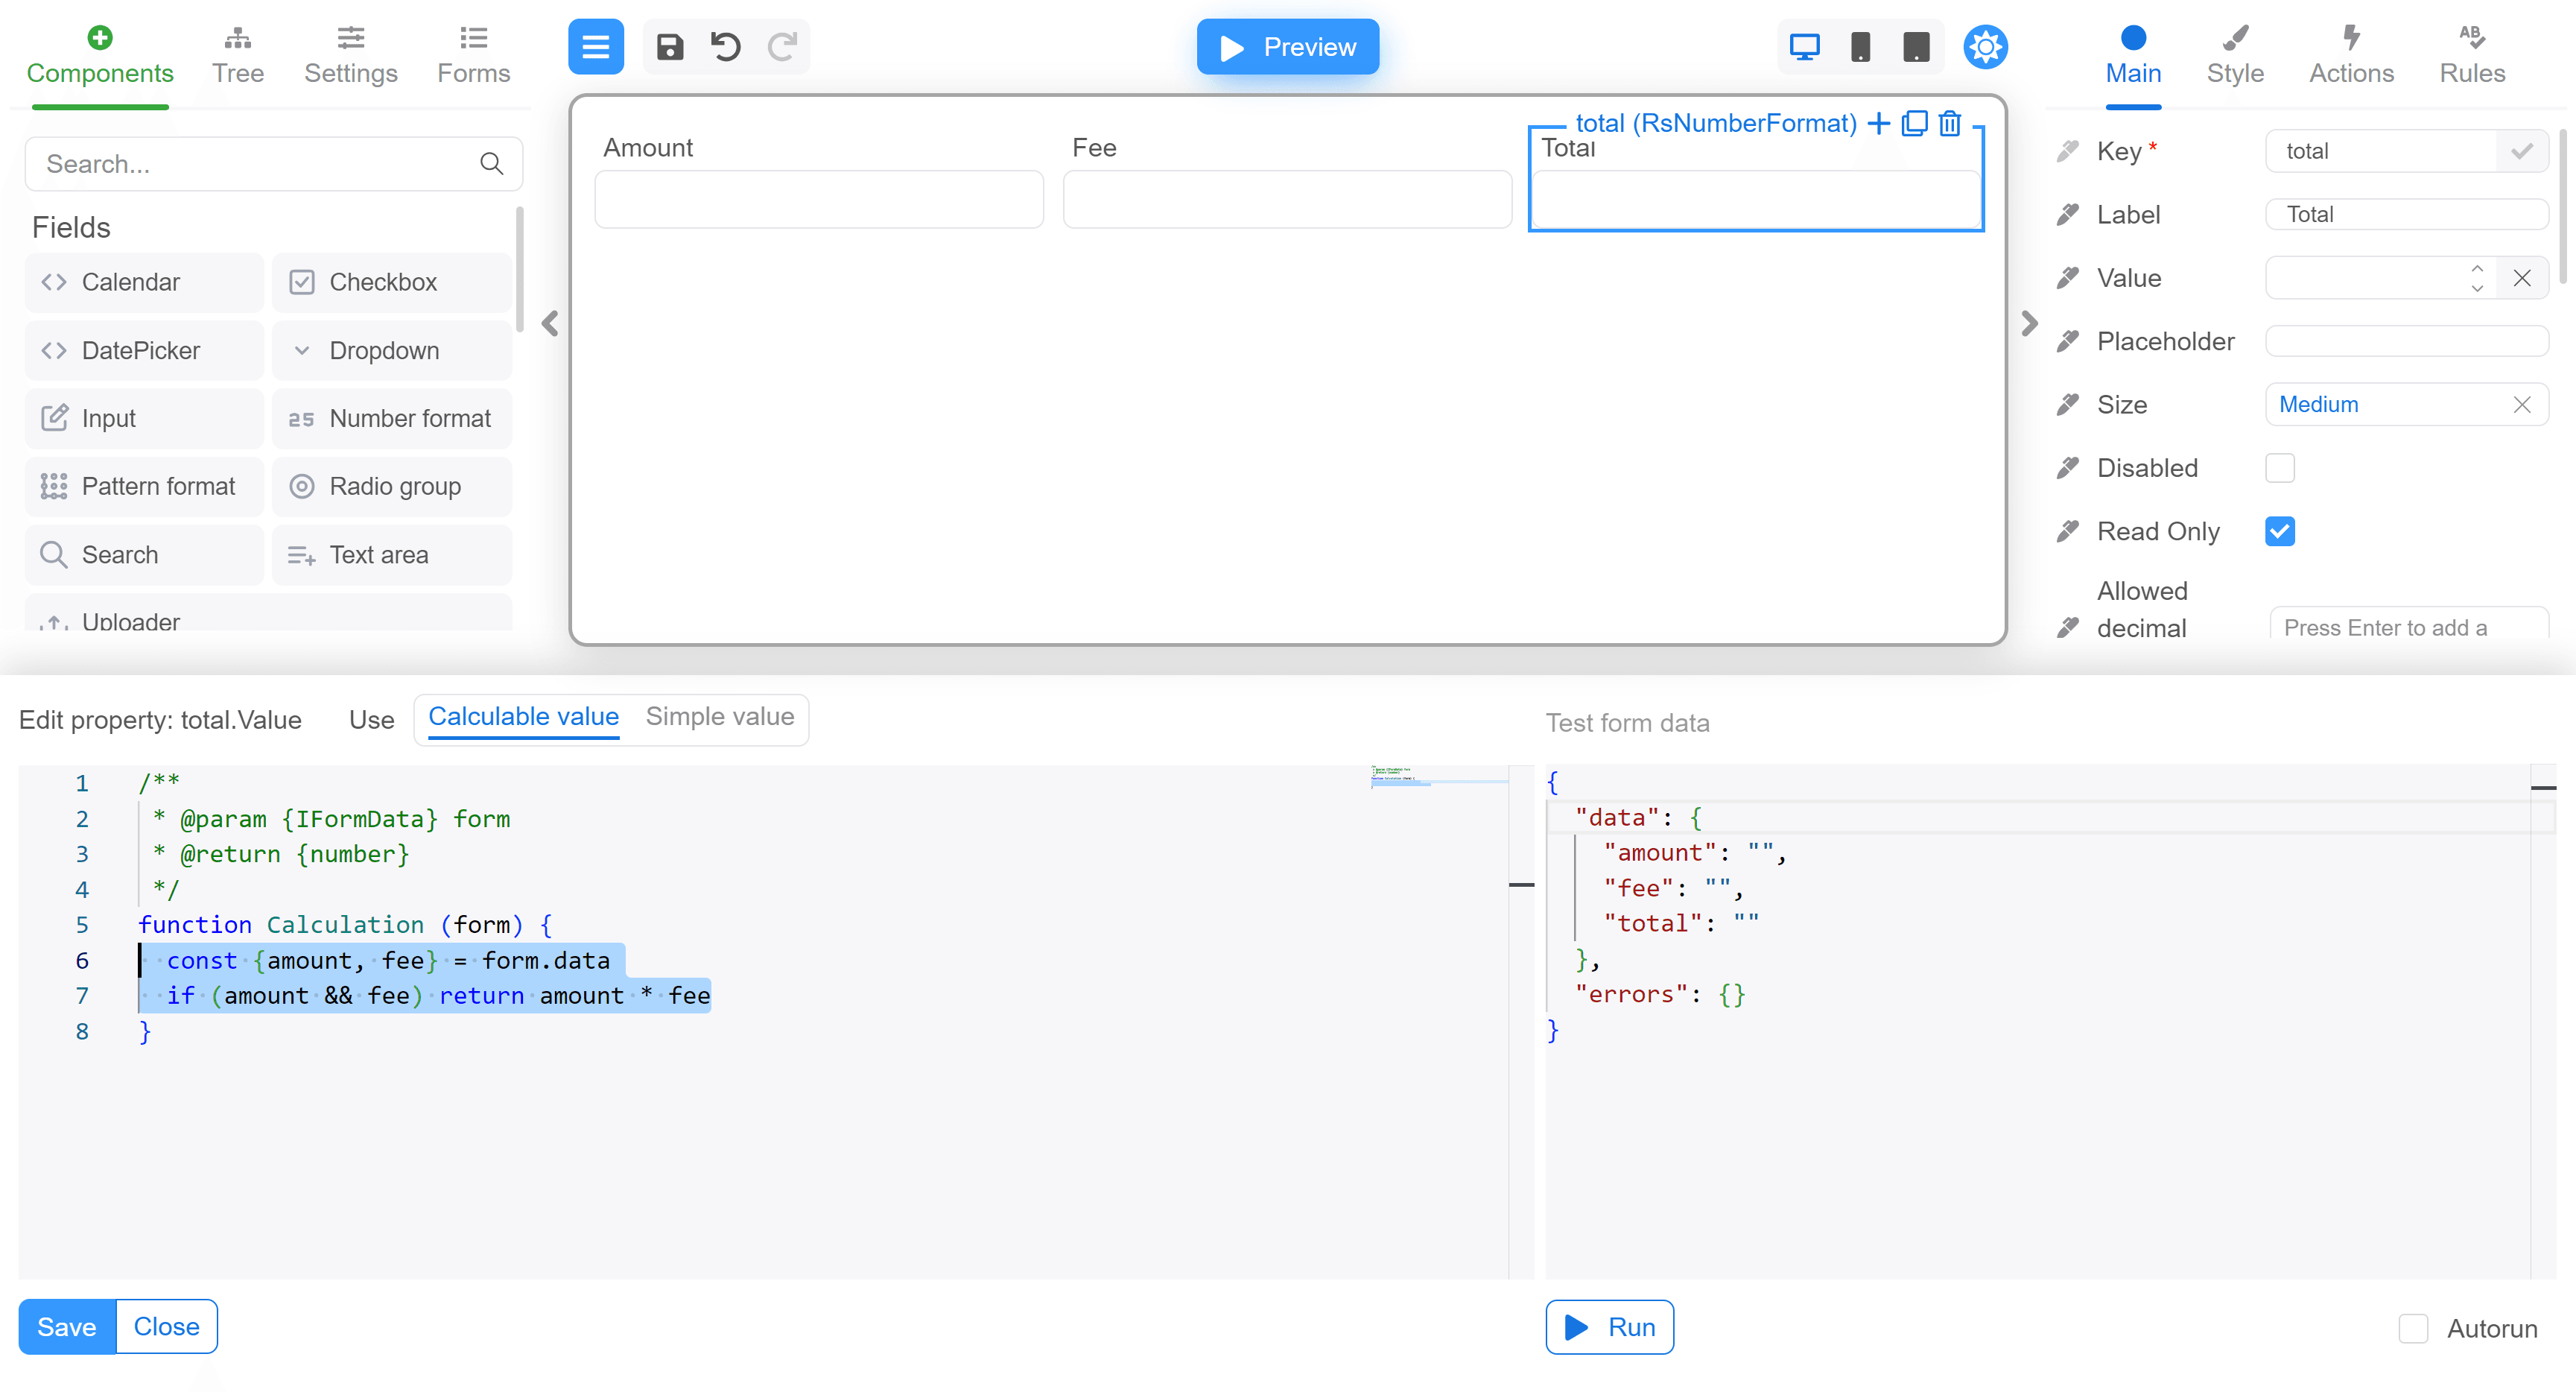 Components
Tree
Settings
Forms
Preview
Main
Style
Actions
Rules
Search...
Fields
Calendar
Checkbox
DatePicker
Dropdown
Input
25 Number format
Pattern format
Radio group
Search
Text area
Uploader
total (RsNumberFormat)
Amount
Fee
Total
Key *
total
Label
Total
Value
Placeholder
Size
Medium
Disabled
Read Only
Allowed
decimal
Press Enter to add a
Edit property: total.Value
Use
Calculable value
Simple value
1 /**
2 * @param {IFormData} form
3 * @return {number}
4 */
5 function Calculation (form) {
6 const {amount, fee} = form.data
7 if (amount && fee) return amount * fee
8 }
Test form data
{
"data": {
"amount": "",
"fee": "",
"total": ""
},
"errors": {}
}
Save
Close
Run
Autorun